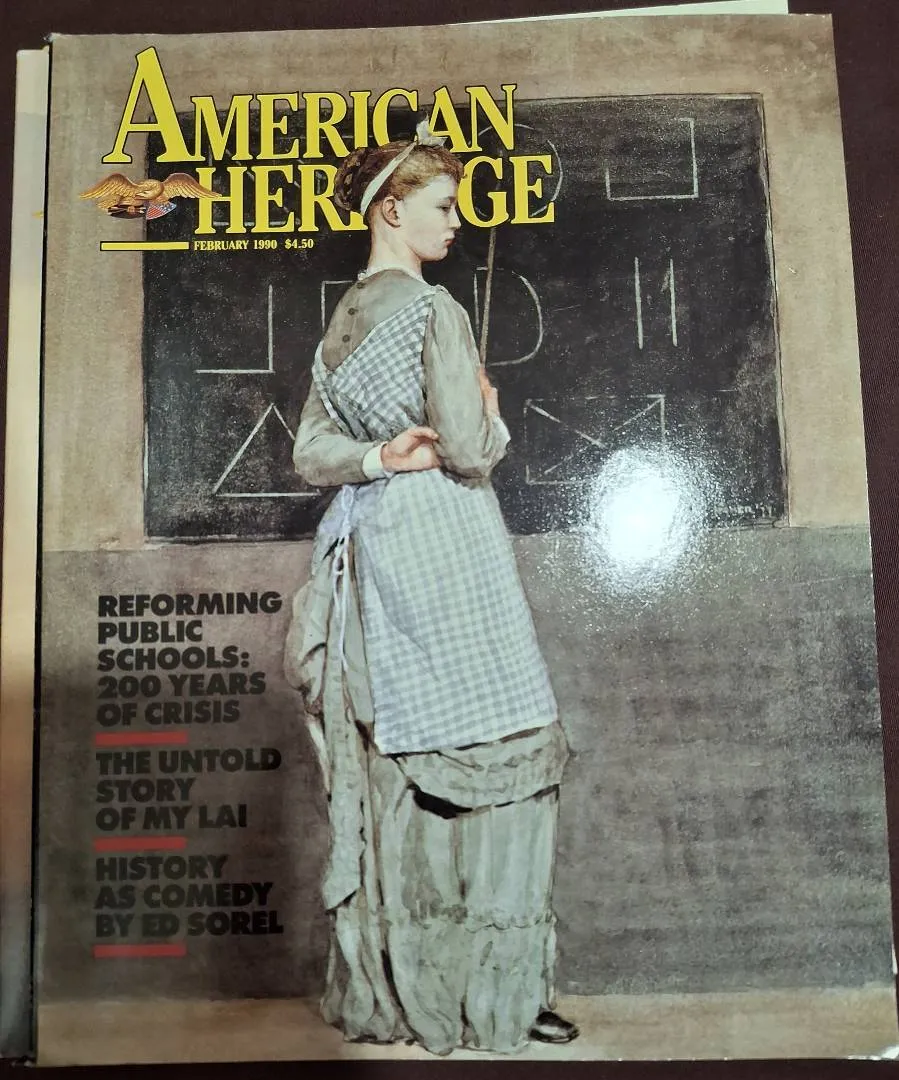 AMERICAN
HERITAGE
FEBRUARY 1990 $4.50
REFORMING
PUBLIC
SCHOOLS:
200 YEARS
OF CRISIS
THE UNTOLD
STORY
OF MY LAI
HISTORY
AS COMEDY
BY ED SOREL